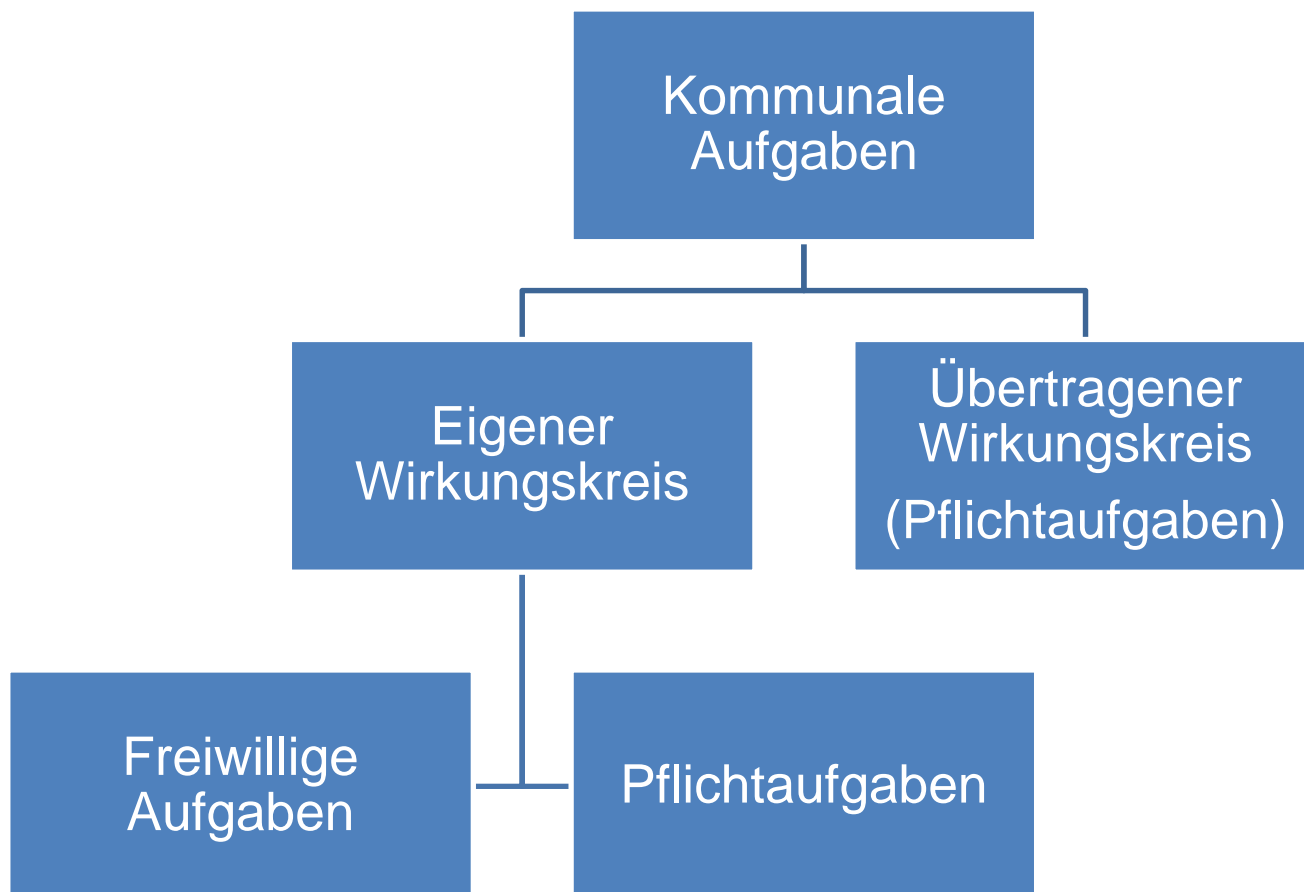 Kommunale
Aufgaben
Eigener
Wirkungskreis
Übertragener
Wirkungskreis
(Pflichtaufgaben)
Freiwillige
Aufgaben
Pflichtaufgaben